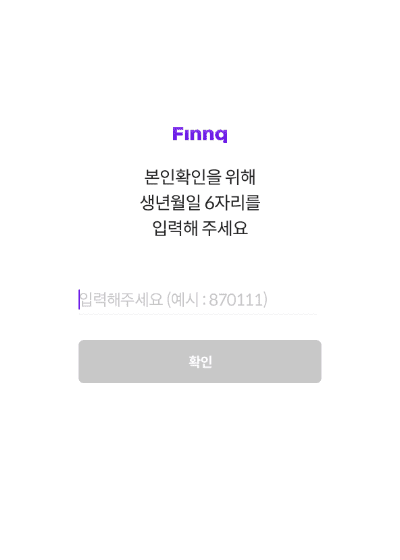 Finnq
본인확인을 위해
생년월일 6자리를
입력해 주세요
입력해주세요 (예시 : 870111)
확인